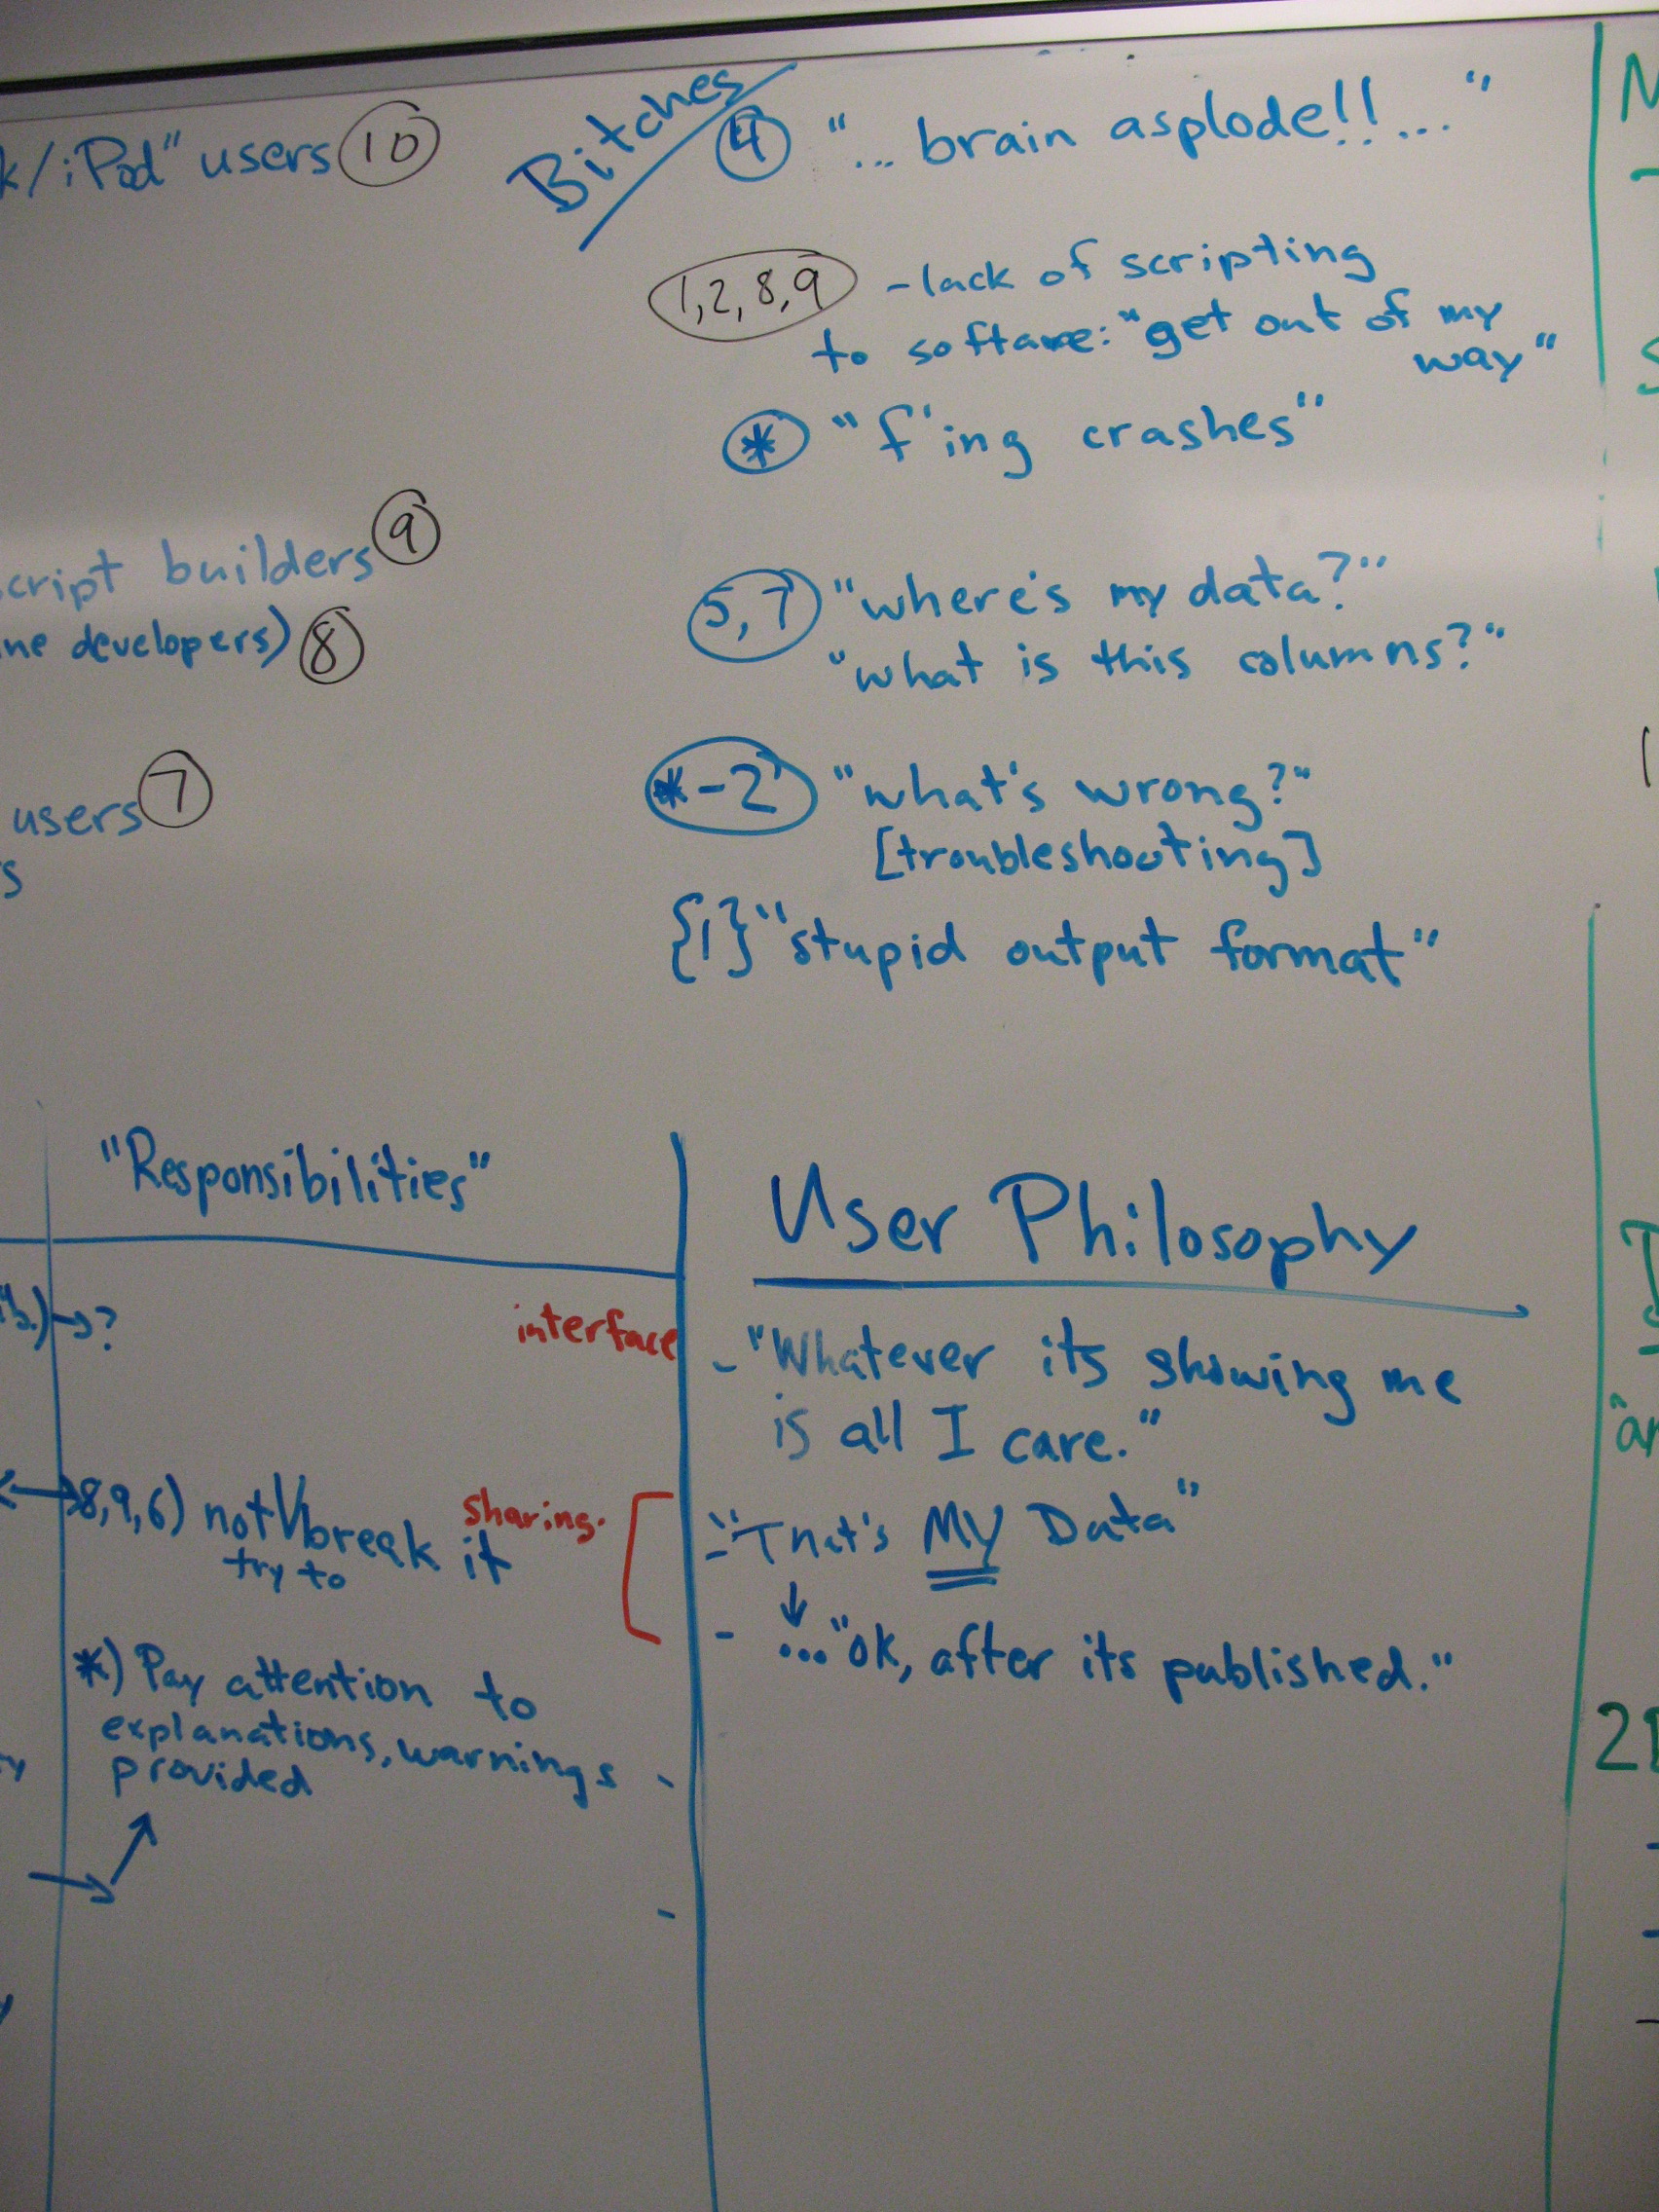 k/iPod" users 10
cript builders 9
ne developers) 8
users 7
s
Bitches
4 "... brain asplode!!..."
1,2,8,9 - lack of scripting
to softare: "get out of my
way"
* "f'ing crashes"
5,7 "where's my data?"
"what is this columns?"
*-2 "what's wrong?"
[troubleshooting]
{1} "stupid output format"
"Responsibilities"
→?
8,9,6) not break it
try to
*) Pay attention to
explanations, warnings
provided
interface
sharing.
User Philosophy
- "Whatever its showing me
is all I care."
- "That's MY Data"
- ..."ok, after its published."